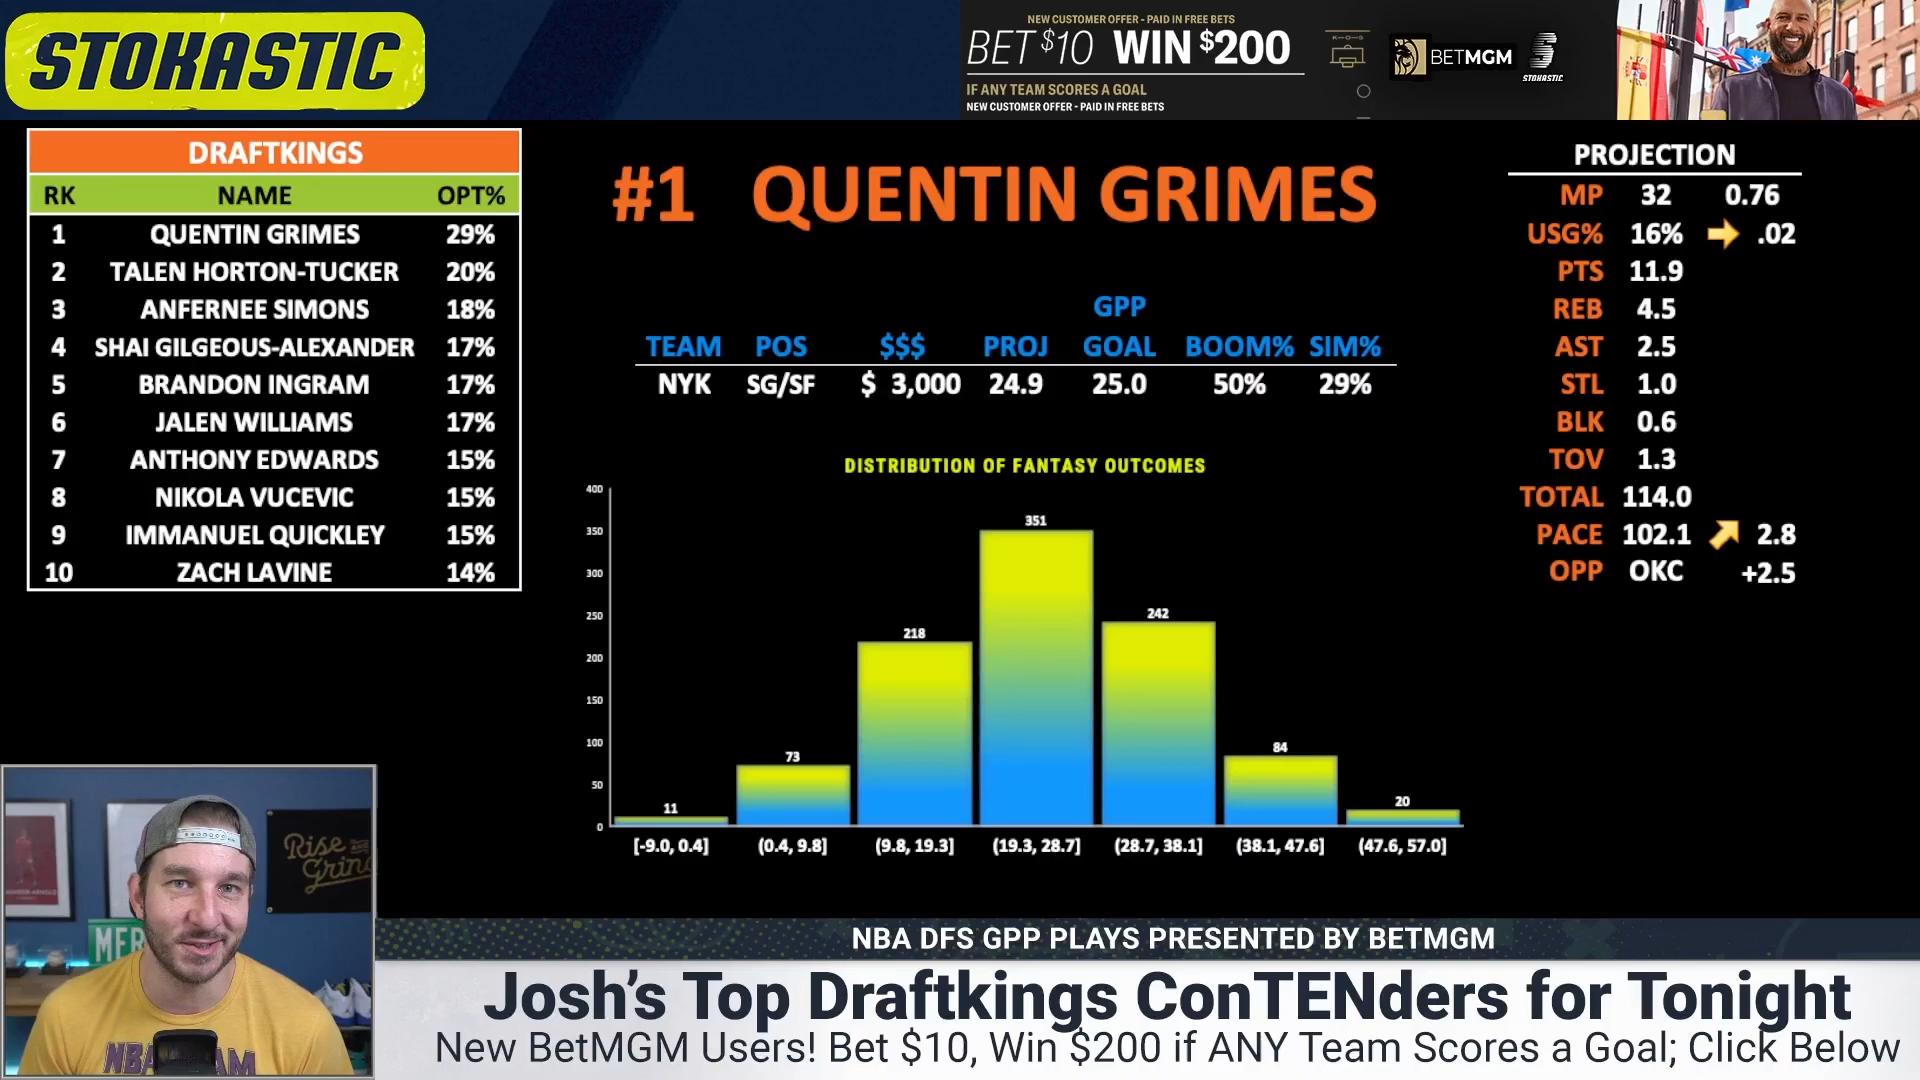 STOKASTIC
NEW CUSTOMER OFFER - PAID IN FREE BETS
BET $10 WIN $200
IF ANY TEAM SCORES A GOAL
NEW CUSTOMER OFFER - PAID IN FREE BETS
BETMGM
STOKASTIC
DRAFTKINGS
RK NAME OPT%
1 QUENTIN GRIMES 29%
2 TALEN HORTON-TUCKER 20%
3 ANFERNEE SIMONS 18%
4 SHAI GILGEOUS-ALEXANDER 17%
5 BRANDON INGRAM 17%
6 JALEN WILLIAMS 17%
7 ANTHONY EDWARDS 15%
8 NIKOLA VUCEVIC 15%
9 IMMANUEL QUICKLEY 15%
10 ZACH LAVINE 14%
#1 QUENTIN GRIMES
TEAM POS $$$ PROJ GPP GOAL BOOM% SIM%
NYK SG/SF $ 3,000 24.9 25.0 50% 29%
DISTRIBUTION OF FANTASY OUTCOMES
400
350
300
250
200
150
100
50
0
11 73 218 351 242 84 20
[-9.0, 0.4] (0.4, 9.8] (9.8, 19.3] (19.3, 28.7] (28.7, 38.1] (38.1, 47.6] (47.6, 57.0]
PROJECTION
MP 32 0.76
USG% 16% .02
PTS 11.9
REB 4.5
AST 2.5
STL 1.0
BLK 0.6
TOV 1.3
TOTAL 114.0
PACE 102.1 2.8
OPP OKC +2.5
Rise
Grind
MER
NBA
NBA DFS GPP PLAYS PRESENTED BY BETMGM
Josh's Top Draftkings ConTENders for Tonight
New BetMGM Users! Bet $10, Win $200 if ANY Team Scores a Goal; Click Below